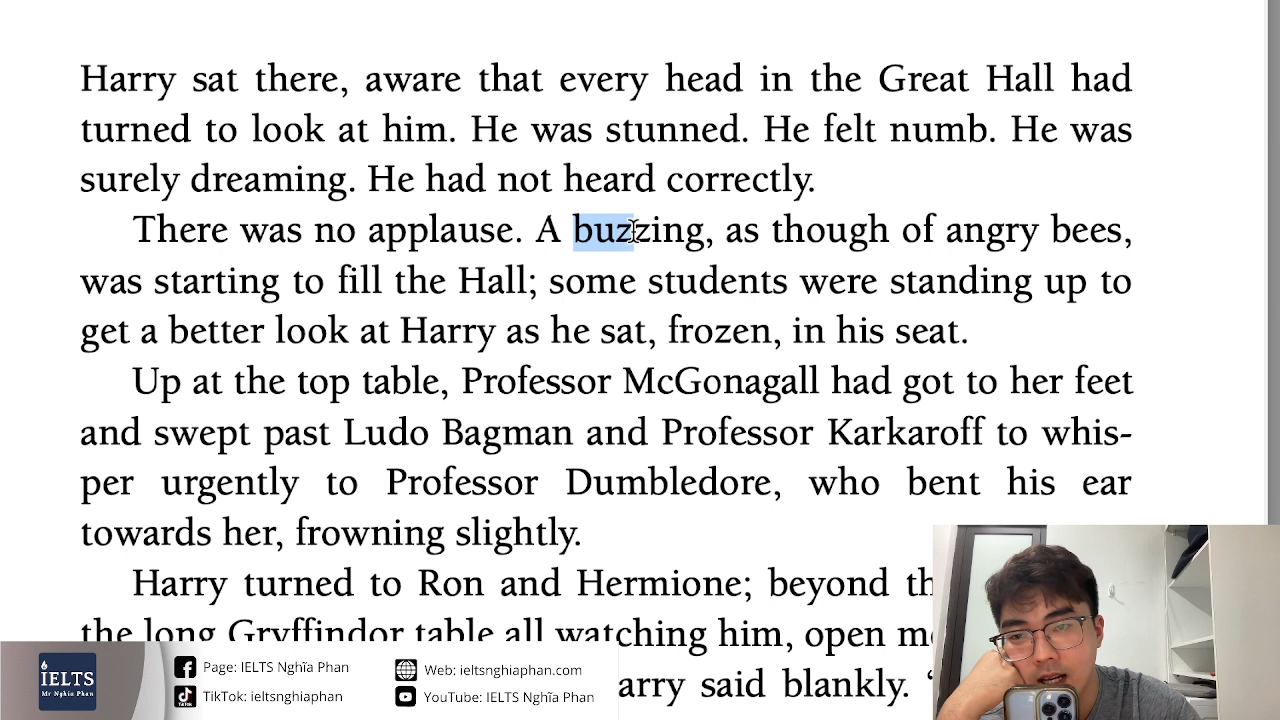 Harry sat there, aware that every head in the Great Hall had
turned to look at him. He was stunned. He felt numb. He was
surely dreaming. He had not heard correctly.
There was no applause. A buzzing, as though of angry bees,
was starting to fill the Hall; some students were standing up to
get a better look at Harry as he sat, frozen, in his seat.
Up at the top table, Professor McGonagall had got to her feet
and swept past Ludo Bagman and Professor Karkaroff to whis-
per urgently to Professor Dumbledore, who bent his ear
towards her, frowning slightly.
Harry turned to Ron and Hermione; beyond
the long Gryffindor table all watching him, open
arry said blankly. ‘
IELTS
Mr Nghia Phan
Page: IELTS Nghĩa Phan
TikTok: ieltsnghiaphan
Web: ieltsnghiaphan.com
YouTube: IELTS Nghĩa Phan